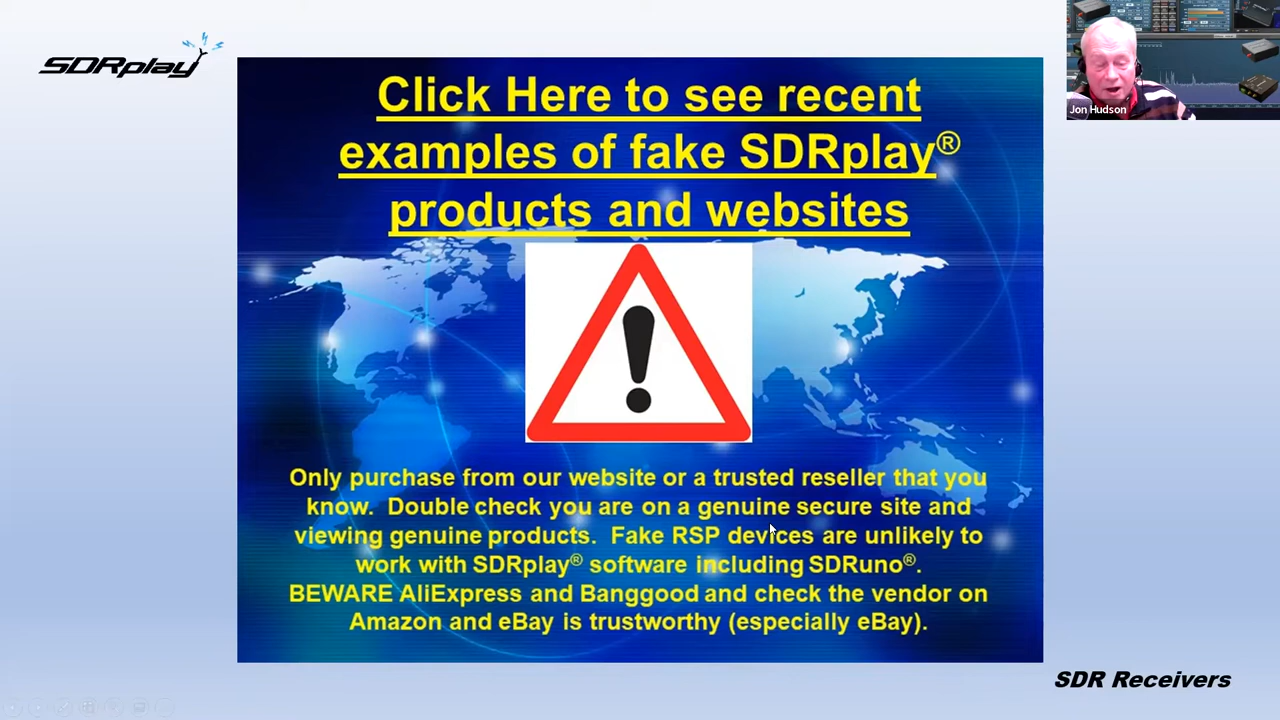 SDRplay
Click Here to see recent
examples of fake SDRplay®
products and websites
Only purchase from our website or a trusted reseller that you
know.  Double check you are on a genuine secure site and
viewing genuine products.  Fake RSP devices are unlikely to
work with SDRplay® software including SDRuno®.
BEWARE AliExpress and Banggood and check the vendor on
Amazon and eBay is trustworthy (especially eBay).
Jon Hudson
SDR Receivers